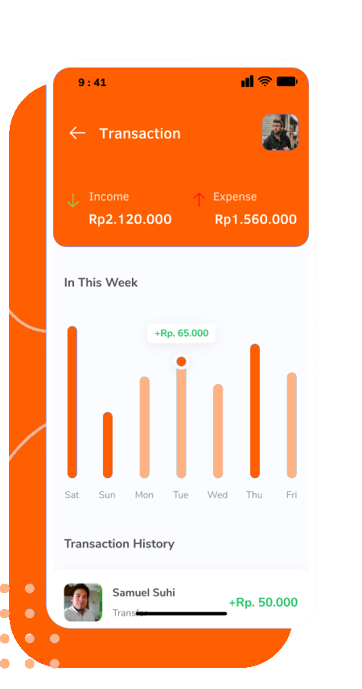 9 : 41
Transaction
Income
Expense
Rp2.120.000
Rp1.560.000
In This Week
+Rp. 65.000
Sat Sun Mon Tue Wed Thu Fri
Transaction History
Samuel Suhi
+Rp. 50.000
Transfer